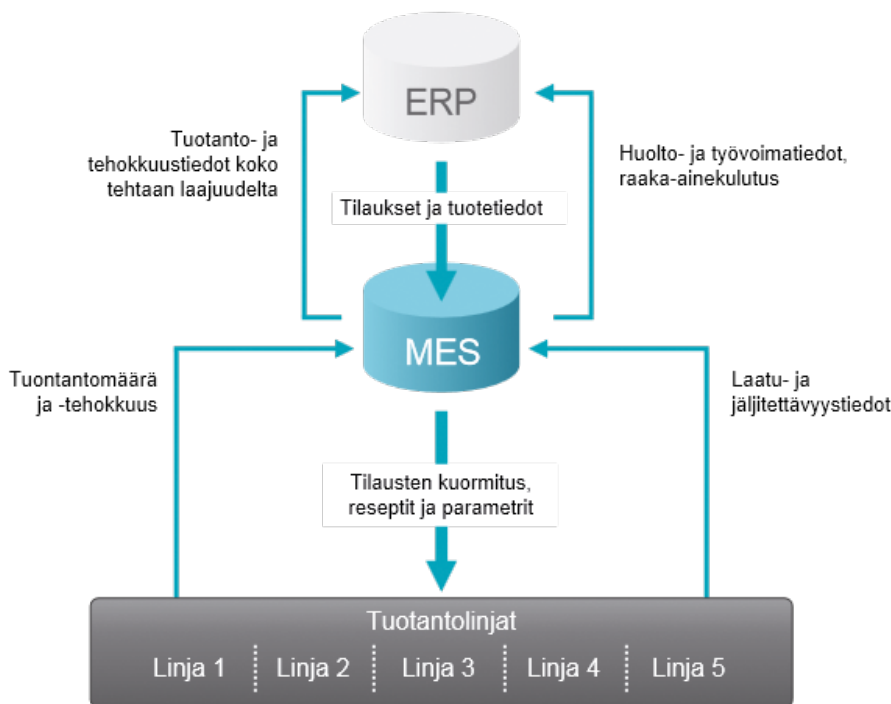 ERP
Tuotanto- ja
tehokkuustiedot koko
tehtaan laajuudelta
Huolto- ja työvoimatiedot,
raaka-ainekulutus
Tilaukset ja tuotetiedot
MES
Tuontantomäärä
ja -tehokkuus
Laatu- ja
jäljitettävyystiedot
Tilausten kuormitus,
reseptit ja parametrit
Tuotantolinjat
Linja 1
Linja 2
Linja 3
Linja 4
Linja 5